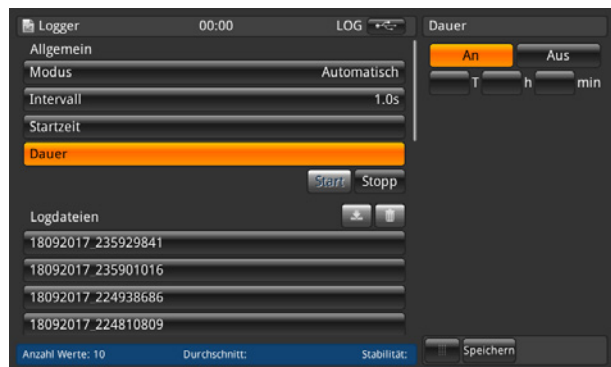 Logger 00:00 LOG
Allgemein
Modus Automatisch
Intervall 1.0s
Startzeit
Dauer
Start Stopp
Logdateien
18092017_235929841
18092017_235901016
18092017_224938686
18092017_224810809
Anzahl Werte: 10 Durchschnitt: Stabilität:
Dauer
An Aus
T h min
Speichern